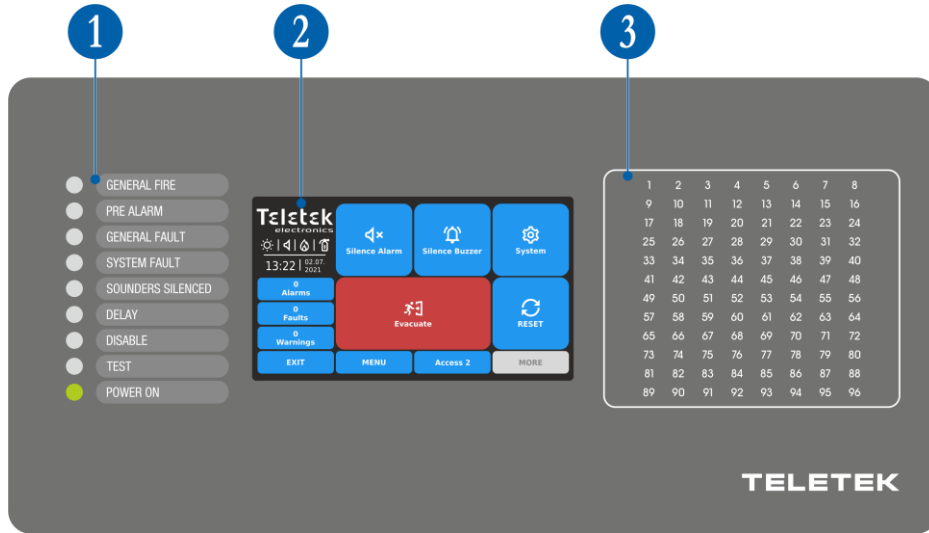 1
2
3
GENERAL FIRE
PRE ALARM
GENERAL FAULT
SYSTEM FAULT
SOUNDERS SILENCED
DELAY
DISABLE
TEST
POWER ON
Teletek
electronics
13:22 | 02.07.
2021
0
Alarms
0
Faults
0
Warnings
EXIT
Silence Alarm
Silence Buzzer
System
Evacuate
RESET
MENU
Access 2
MORE
1 2 3 4 5 6 7 8
9 10 11 12 13 14 15 16
17 18 19 20 21 22 23 24
25 26 27 28 29 30 31 32
33 34 35 36 37 38 39 40
41 42 43 44 45 46 47 48
49 50 51 52 53 54 55 56
57 58 59 60 61 62 63 64
65 66 67 68 69 70 71 72
73 74 75 76 77 78 79 80
81 82 83 84 85 86 87 88
89 90 91 92 93 94 95 96
TELETEK